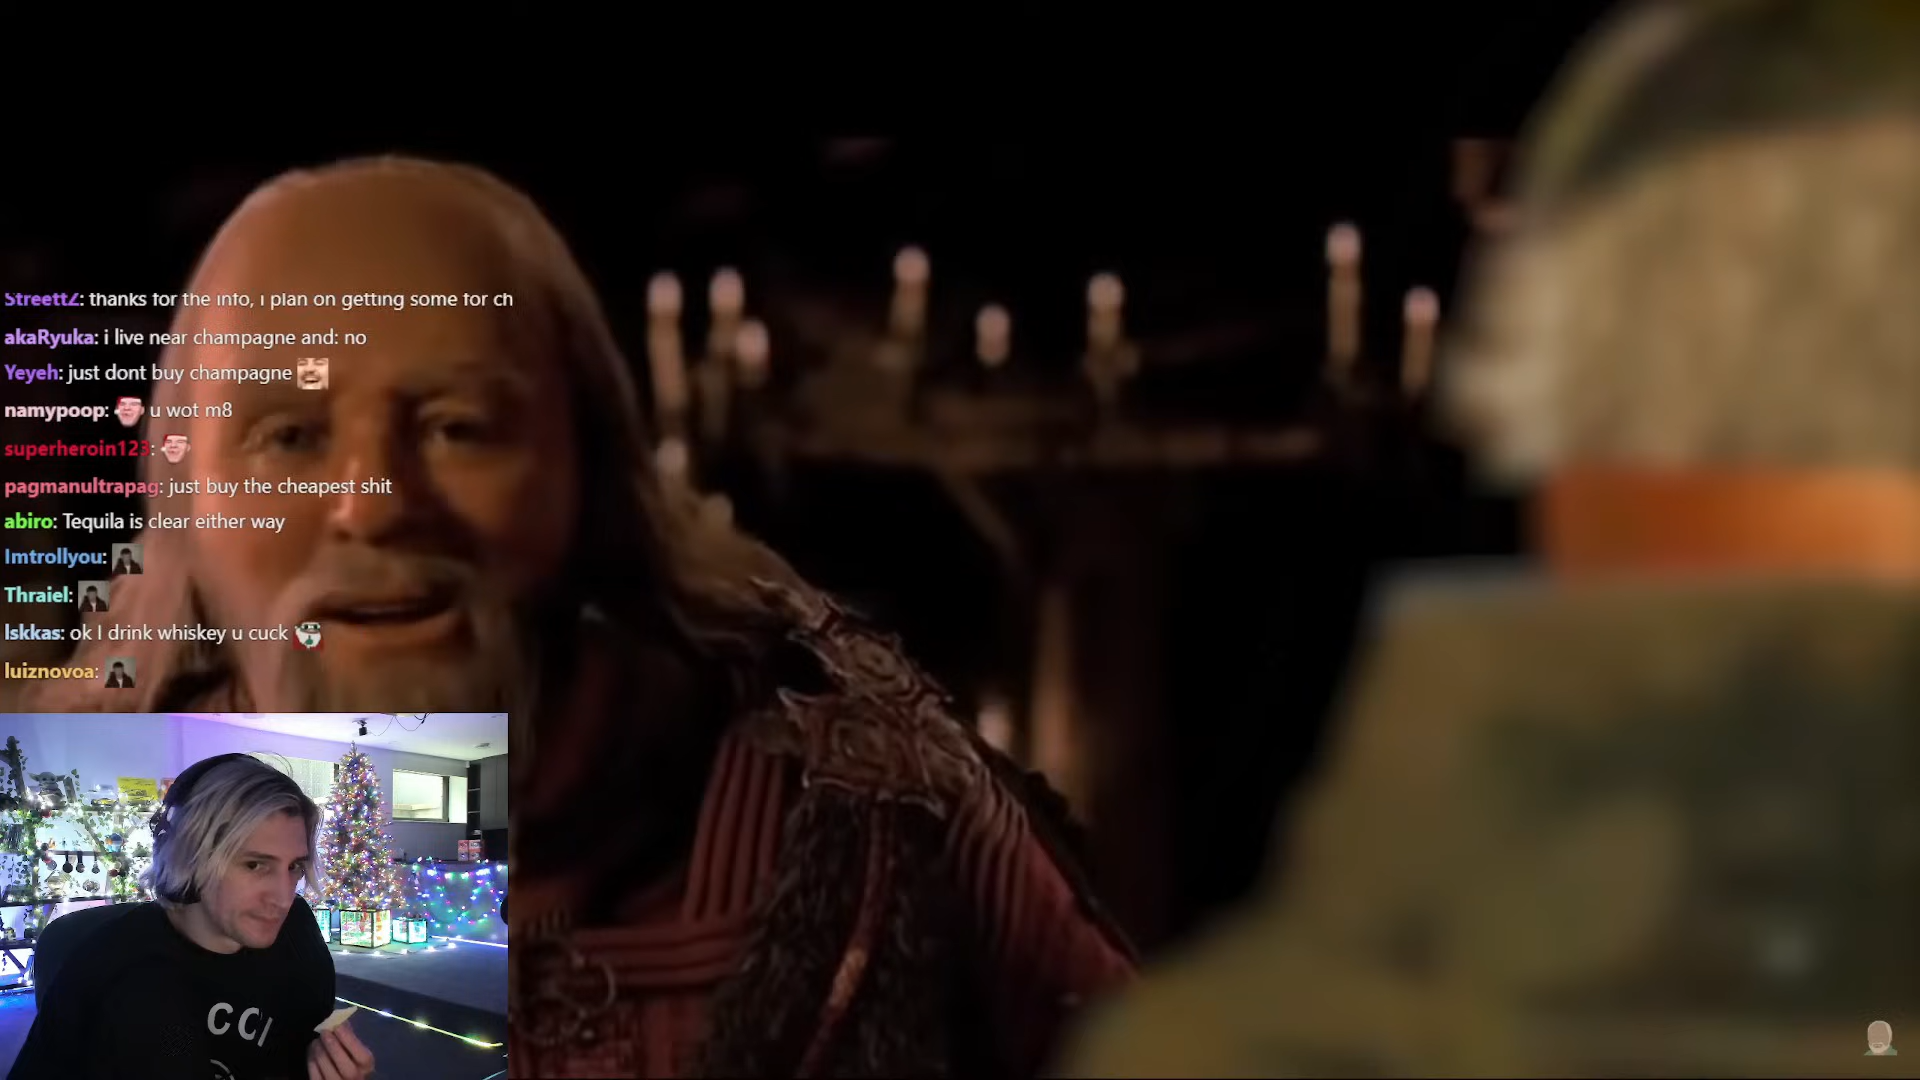 StreettZ: thanks for the info, i plan on getting some for ch
akaRyuka: i live near champagne and: no
Yeyeh: just dont buy champagne
namypoop: u wot m8
superheroin123:
pagmanultrapag: just buy the cheapest shit
abiro: Tequila is clear either way
Imtrollyou:
Thraiel:
lskkas: ok I drink whiskey u cuck
luiznovoa:
CCI